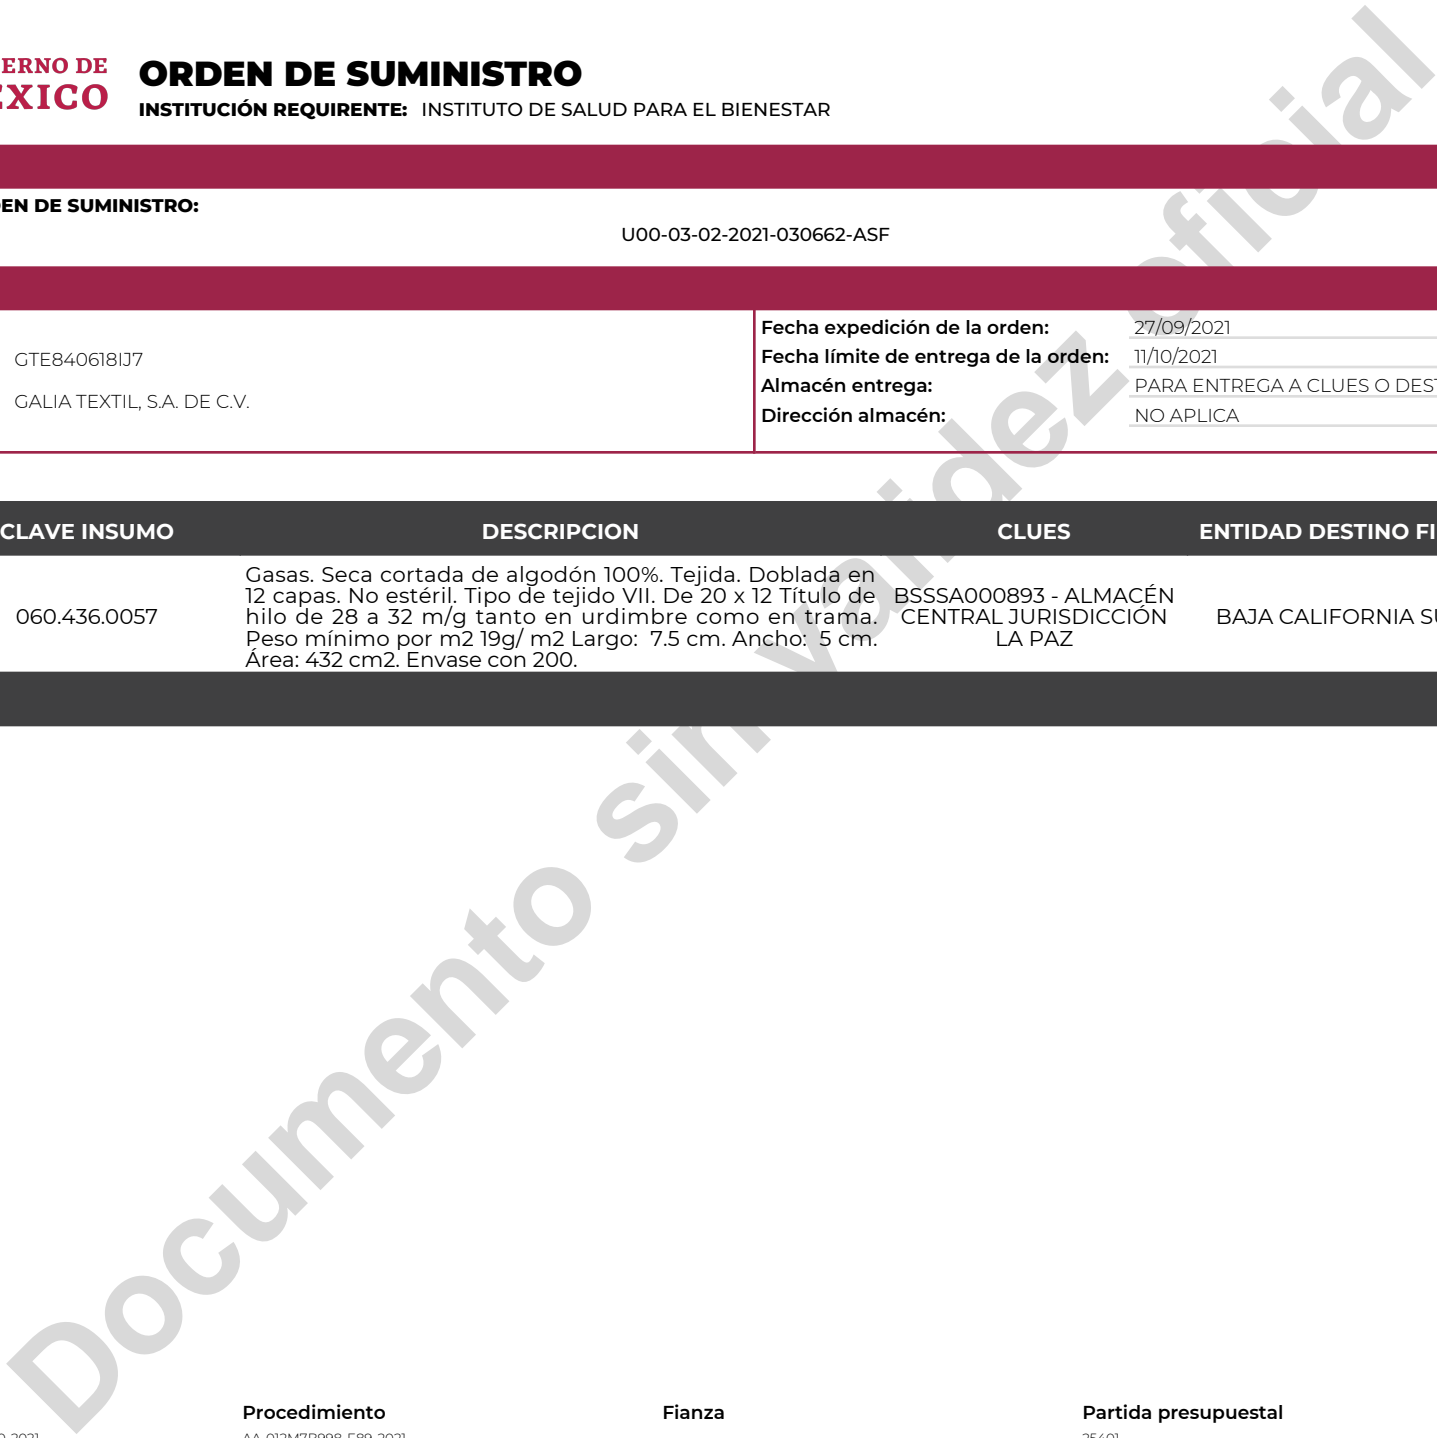 ERNO DE
EXICO
ORDEN DE SUMINISTRO
INSTITUCIÓN REQUIRENTE: INSTITUTO DE SALUD PARA EL BIENESTAR
EN DE SUMINISTRO:
U00-03-02-2021-030662-ASF
GTE840618IJ7
GALIA TEXTIL, S.A. DE C.V.
Fecha expedición de la orden: 27/09/2021
Fecha límite de entrega de la orden: 11/10/2021
Almacén entrega: PARA ENTREGA A CLUES O DEST
Dirección almacén: NO APLICA
CLAVE INSUMO DESCRIPCION CLUES ENTIDAD DESTINO FI
060.436.0057
Gasas. Seca cortada de algodón 100%. Tejida. Doblada en
12 capas. No estéril. Tipo de tejido VII. De 20 x 12 Título de
hilo de 28 a 32 m/g tanto en urdimbre como en trama.
Peso mínimo por m2 19g/ m2 Largo: 7.5 cm. Ancho: 5 cm.
Área: 432 cm2. Envase con 200.
BSSSA000893 - ALMACÉN
CENTRAL JURISDICCIÓN
LA PAZ
BAJA CALIFORNIA SU
Documento sin validez oficial
Procedimiento Fianza Partida presupuestal